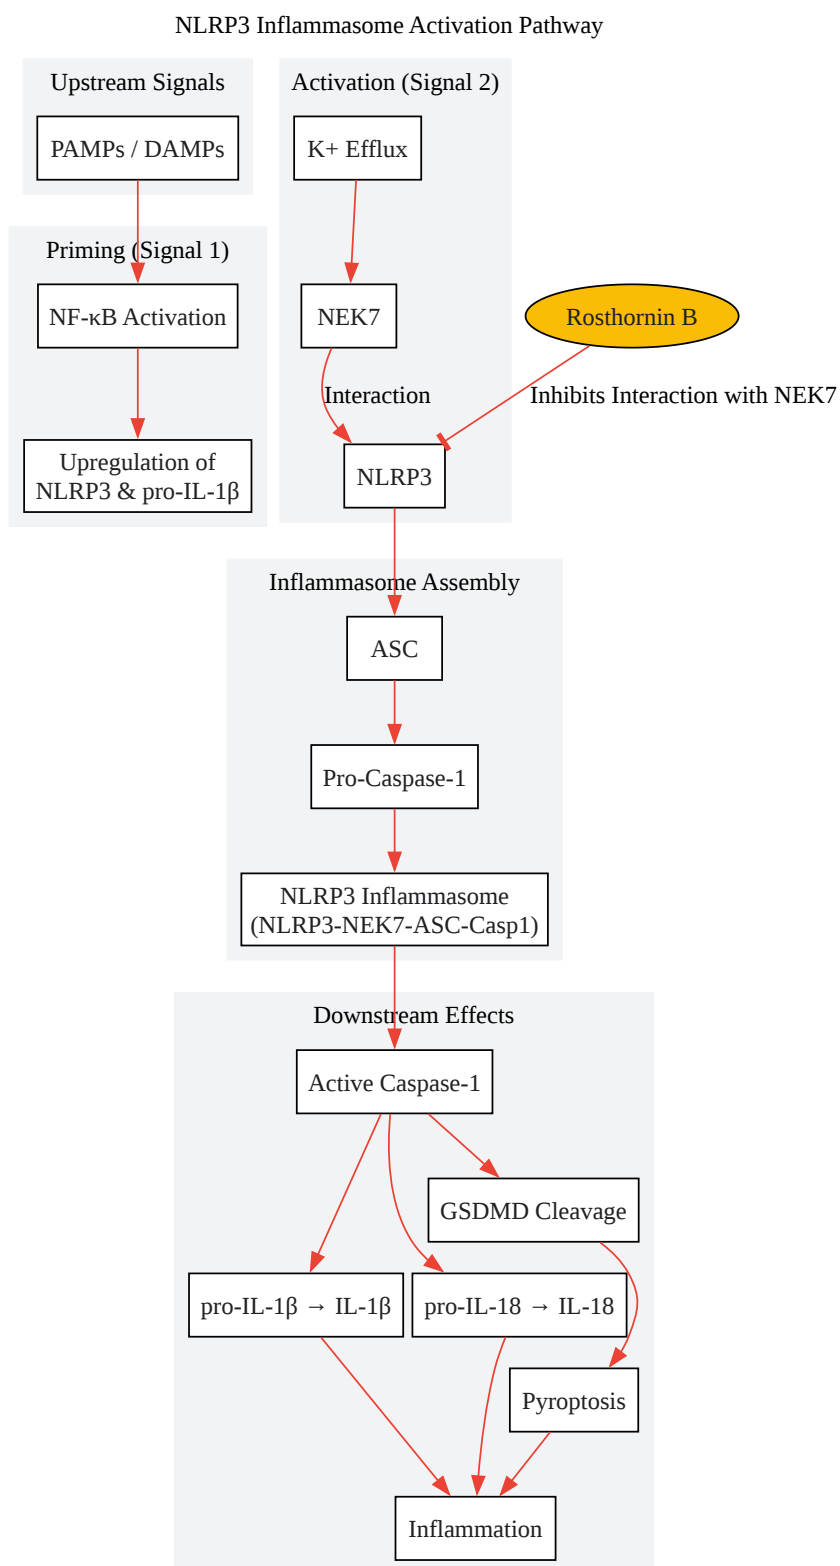 NLRP3 Inflammasome Activation Pathway
Upstream Signals
PAMPs / DAMPs
Priming (Signal 1)
NF-κB Activation
Upregulation of
NLRP3 & pro-IL-1β
Activation (Signal 2)
K+ Efflux
NEK7
Interaction
NLRP3
Rosthornin B
Inhibits Interaction with NEK7
Inflammasome Assembly
ASC
Pro-Caspase-1
NLRP3 Inflammasome
(NLRP3-NEK7-ASC-Casp1)
Downstream Effects
Active Caspase-1
GSDMD Cleavage
pro-IL-1β → IL-1β
pro-IL-18 → IL-18
Pyroptosis
Inflammation